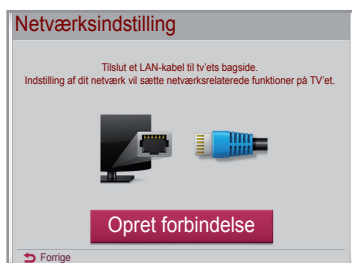 Netværksindstilling
Tilslut et LAN-kabel til tv'ets bagside.
Indstilling af dit netværk vil sætte netværksrelaterede funktioner på TV'et.
Opret forbindelse
Forrige